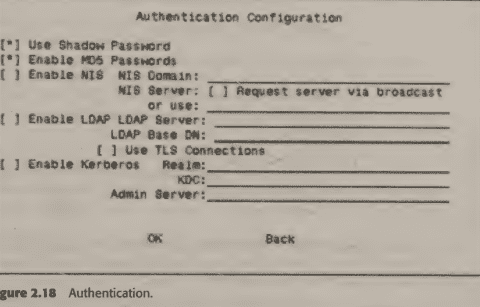 Authentication Configuration
[*] Use Shadow Password
[*] Enable MD5 Passwords
[ ] Enable NIS NIS Domain:
NIS Server: [ ] Request server via broadcast
or use:
[ ] Enable LDAP LDAP Server:
LDAP Base DN:
[ ] Use TLS Connections
[ ] Enable Kerberos Realm:
KDC:
Admin Server:
OK Back
gure 2.18 Authentication.